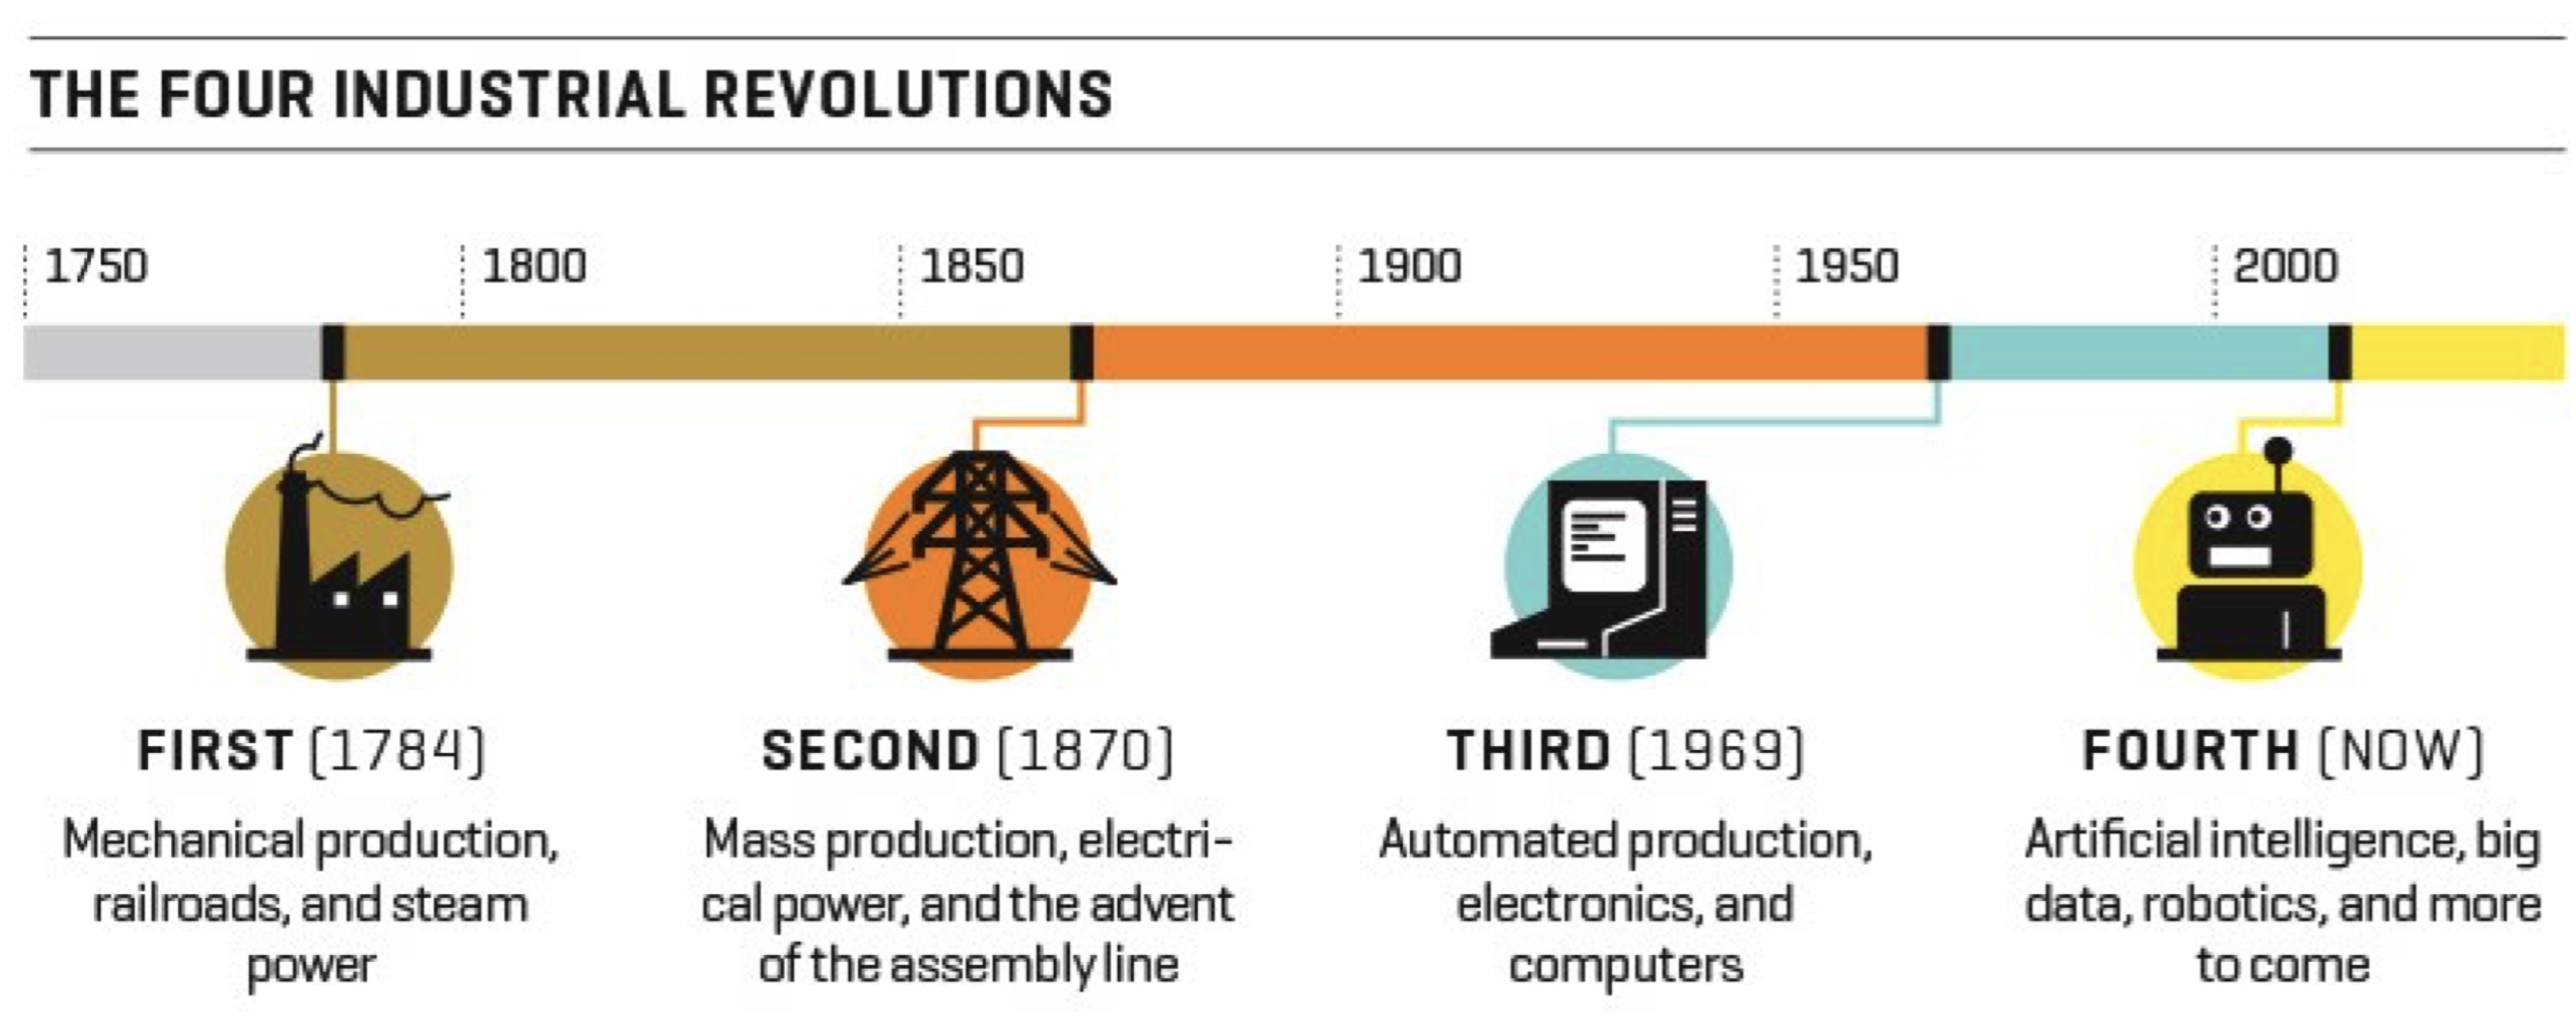 THE FOUR INDUSTRIAL REVOLUTIONS
1750
1800
1850
1900
1950
2000
FIRST (1784)
Mechanical production,
railroads, and steam
power
SECOND (1870)
Mass production, electri-
cal power, and the advent
of the assembly line
THIRD (1969)
Automated production,
electronics, and
computers
FOURTH (NOW)
Artificial intelligence, big
data, robotics, and more
to come